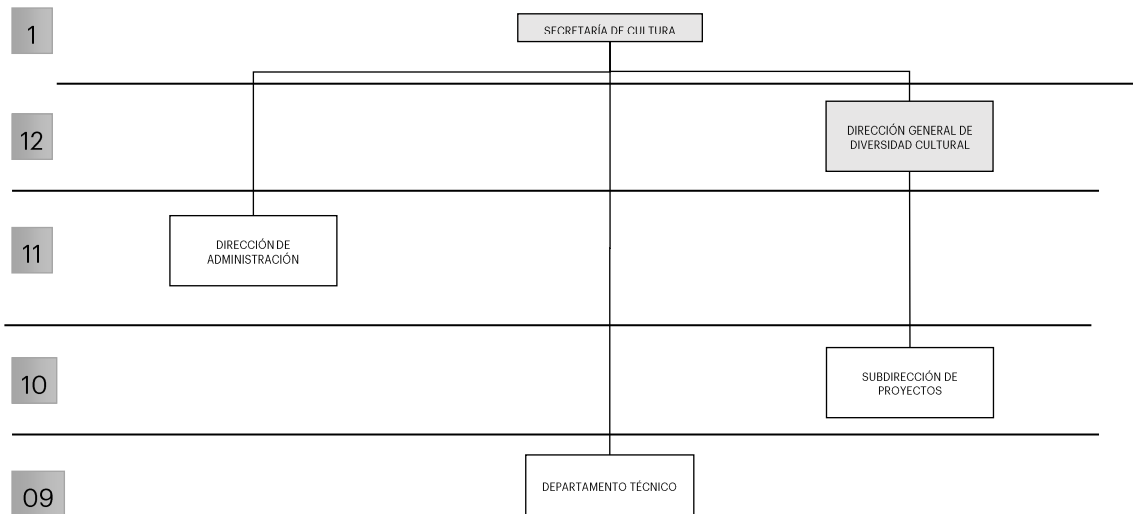 1
SECRETARÍA DE CULTURA
12
DIRECCIÓN GENERAL DE
DIVERSIDAD CULTURAL
11
DIRECCIÓN DE
ADMINISTRACIÓN
10
SUBDIRECCIÓN DE
PROYECTOS
09
DEPARTAMENTO TÉCNICO